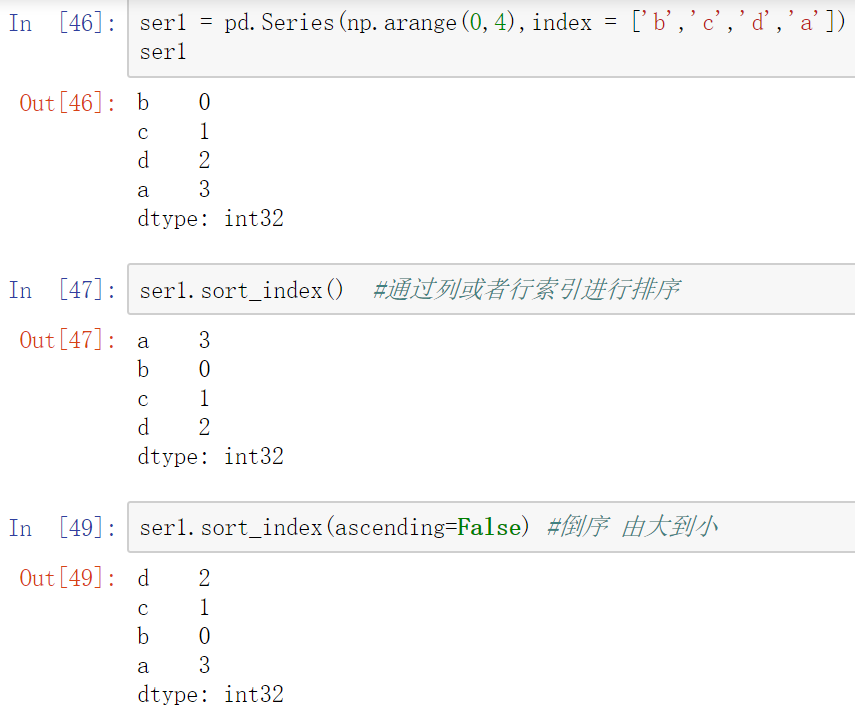 In [46]: ser1 = pd.Series(np.arange(0,4),index = ['b','c','d','a'])
ser1
Out[46]: b 0
c 1
d 2
a 3
dtype: int32
In [47]: ser1.sort_index() #通过列或者行索引进行排序
Out[47]: a 3
b 0
c 1
d 2
dtype: int32
In [49]: ser1.sort_index(ascending=False) #倒序 由大到小
Out[49]: d 2
c 1
b 0
a 3
dtype: int32